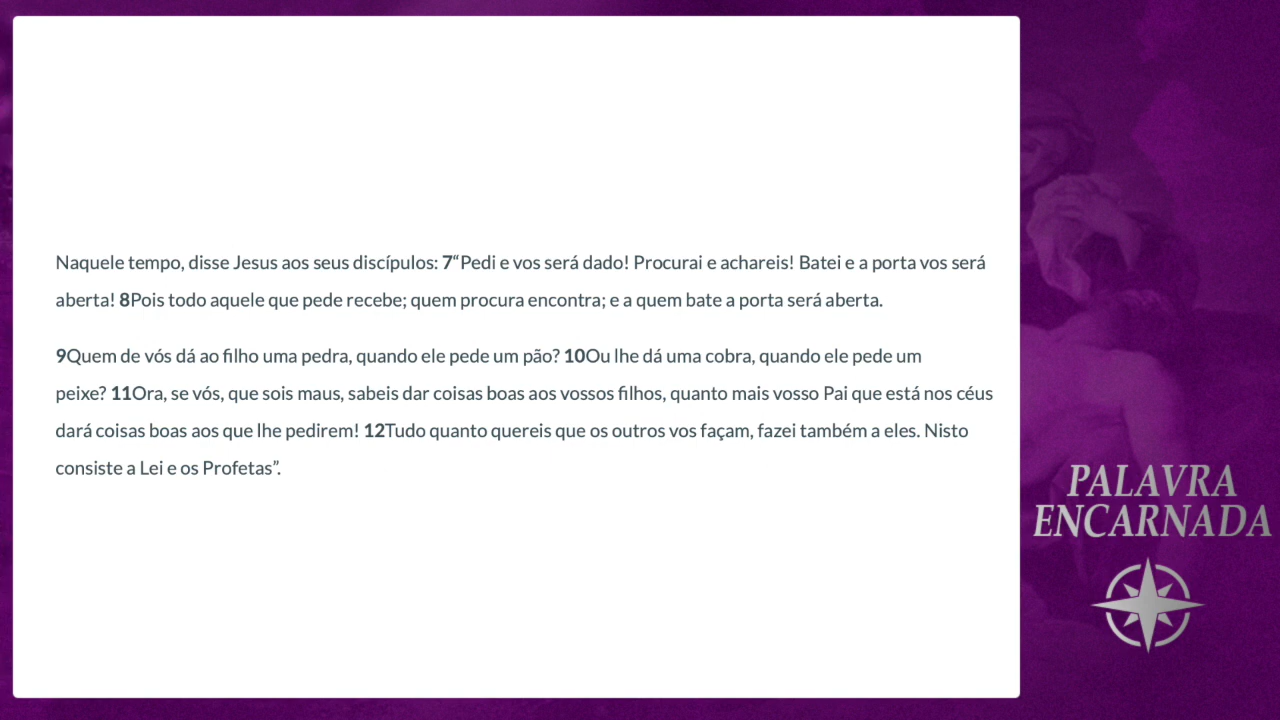 Naquele tempo, disse Jesus aos seus discípulos: 7“Pedi e vos será dado! Procurai e achareis! Batei e a porta vos será
aberta! 8Pois todo aquele que pede recebe; quem procura encontra; e a quem bate a porta será aberta.
9Quem de vós dá ao filho uma pedra, quando ele pede um pão? 10Ou lhe dá uma cobra, quando ele pede um
peixe? 11Ora, se vós, que sois maus, sabeis dar coisas boas aos vossos filhos, quanto mais vosso Pai que está nos céus
dará coisas boas aos que lhe pedirem! 12Tudo quanto quereis que os outros vos façam, fazei também a eles. Nisto
consiste a Lei e os Profetas”.
PALAVRA
ENCARNADA